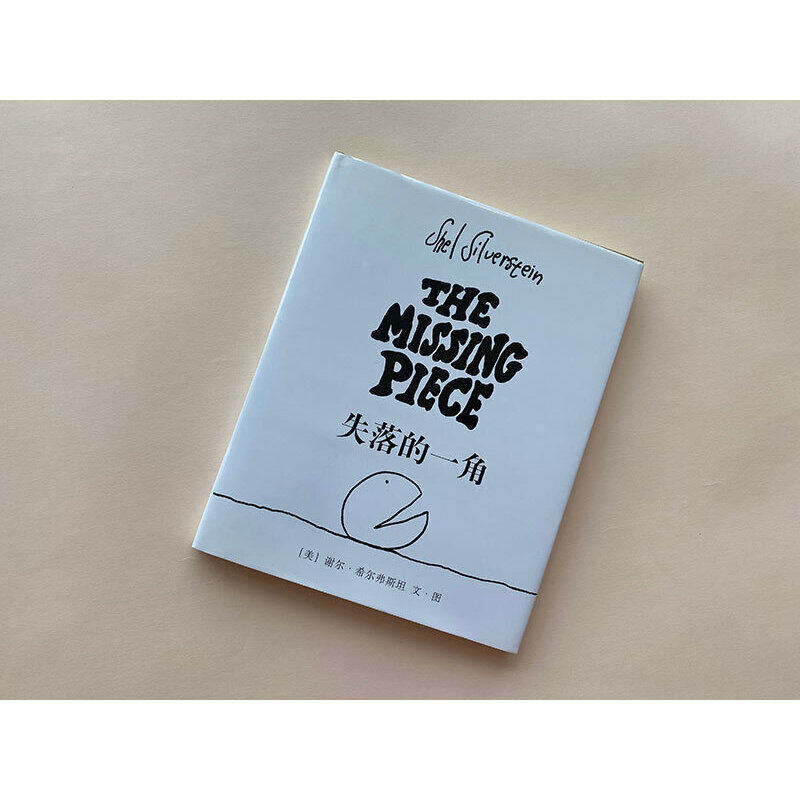 Shel Silverstein
THE
MISSING
PIECE
失落的一角
[美] 谢尔·希尔弗斯坦 文·图